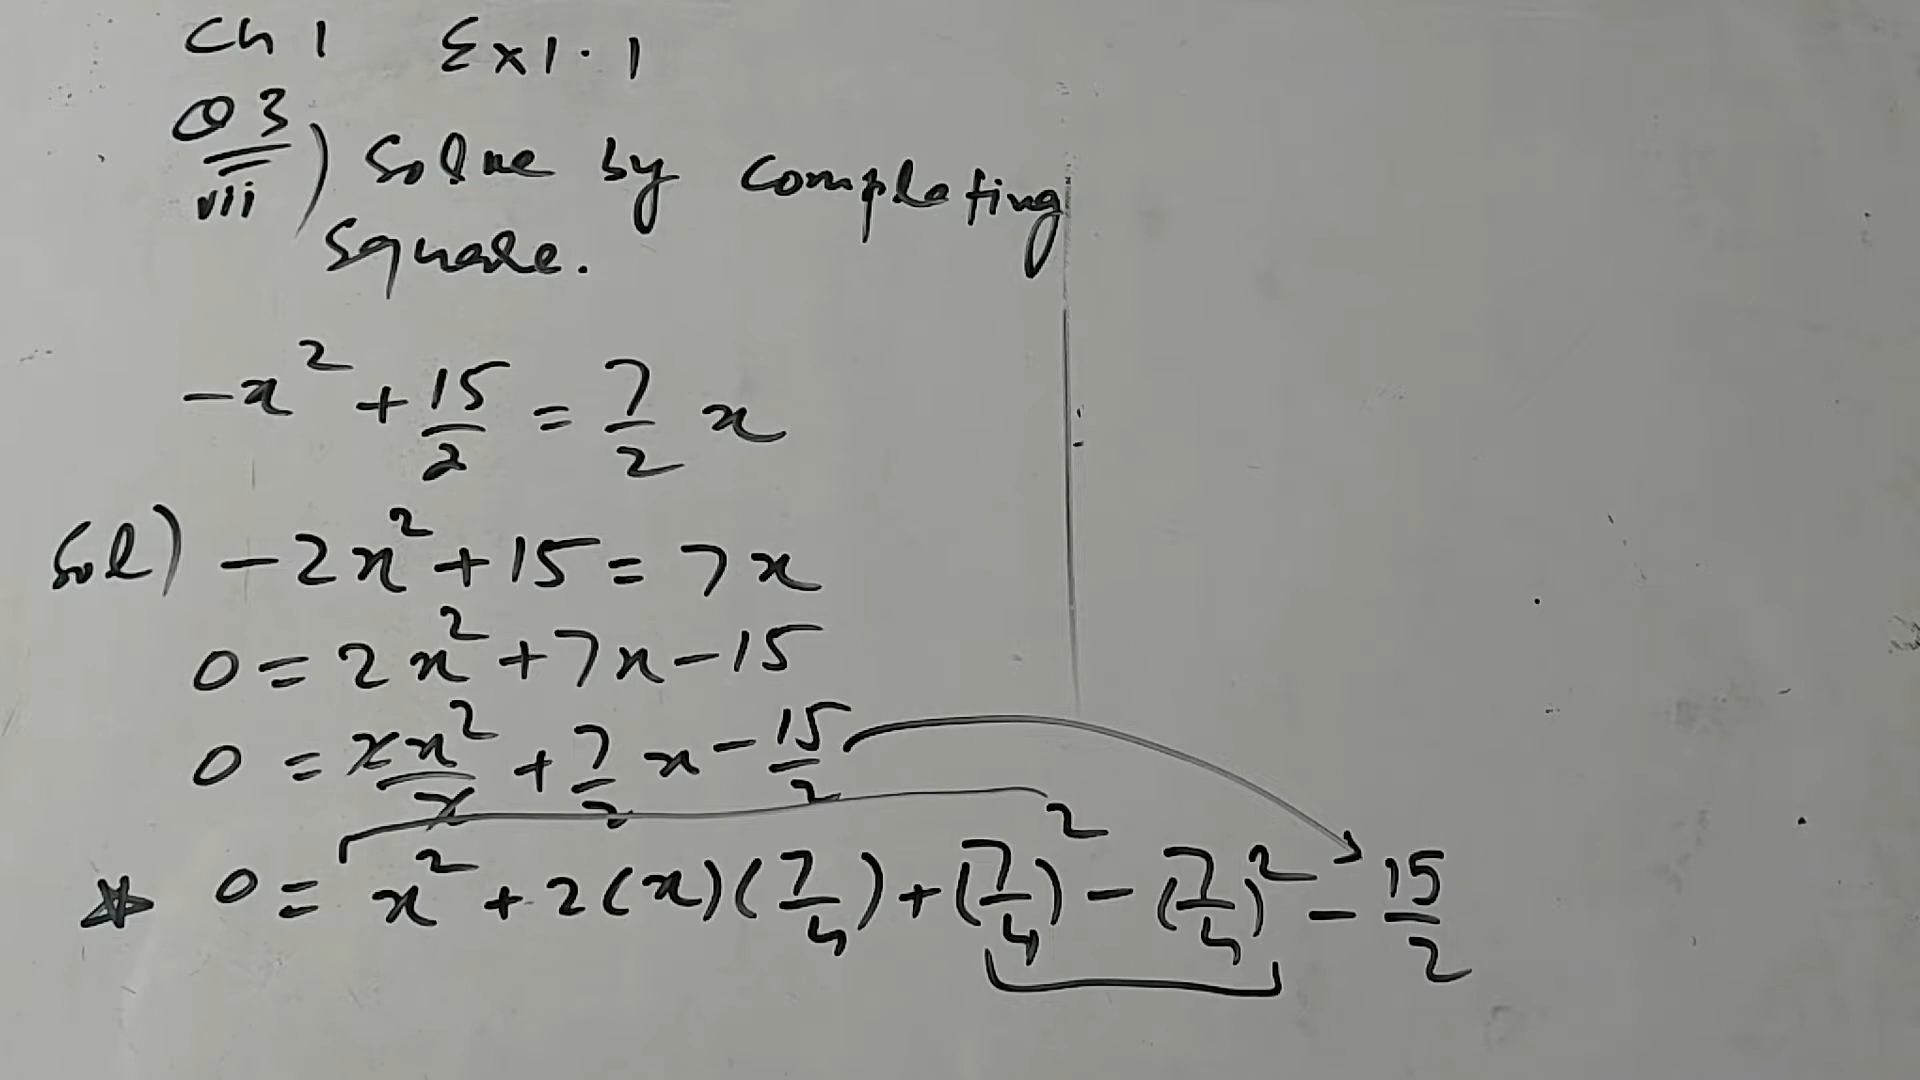 Ch 1 Ex 1.1
Q3
vii) Solve by completing
square.
-x² + 15/2 = 7/2 x
Sol) -2x² + 15 = 7x
0 = 2x² + 7x - 15
0 = 2x²/2 + 7/2 x - 15/2
0 = x² + 2(x)(7/4) + (7/4)² - (7/4)² - 15/2